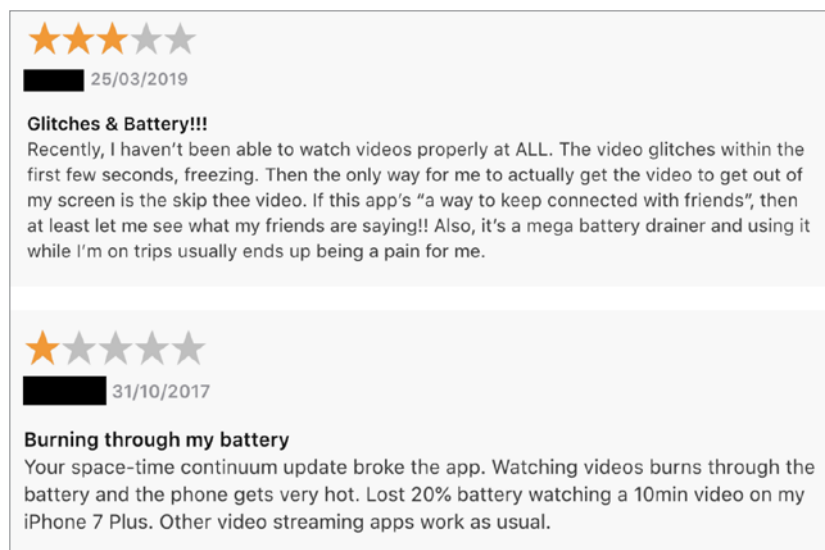 25/03/2019
Glitches & Battery!!!
Recently, I haven’t been able to watch videos properly at ALL. The video glitches within the
first few seconds, freezing. Then the only way for me to actually get the video to get out of
my screen is the skip thee video. If this app’s “a way to keep connected with friends”, then
at least let me see what my friends are saying!! Also, it’s a mega battery drainer and using it
while I’m on trips usually ends up being a pain for me.
31/10/2017
Burning through my battery
Your space-time continuum update broke the app. Watching videos burns through the
battery and the phone gets very hot. Lost 20% battery watching a 10min video on my
iPhone 7 Plus. Other video streaming apps work as usual.